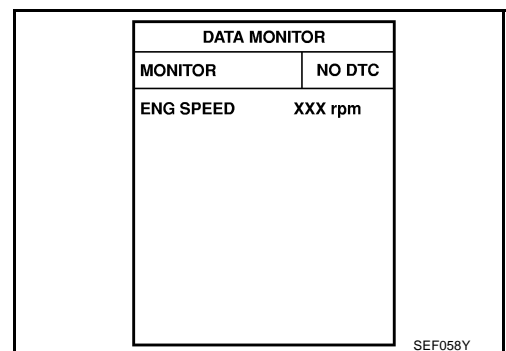 DATA MONITOR
MONITOR NO DTC
ENG SPEED XXX rpm
SEF058Y